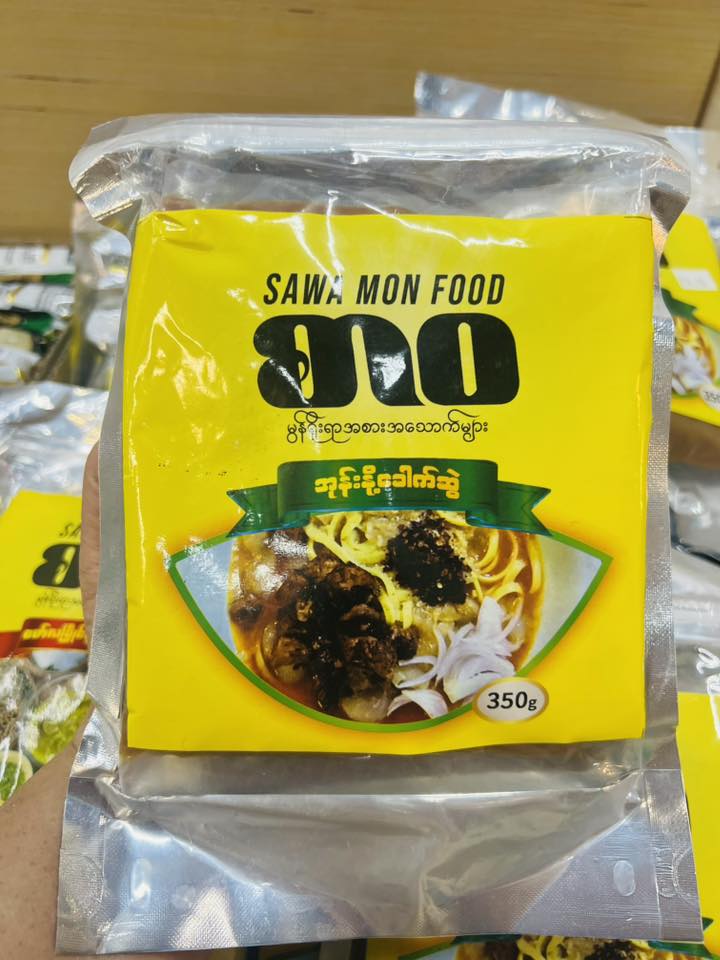 SAWA MON FOOD
စာဝ
မွန်ရိုးရာအစားအသောက်များ
အုန်းနို့ခေါက်ဆွဲ
350g